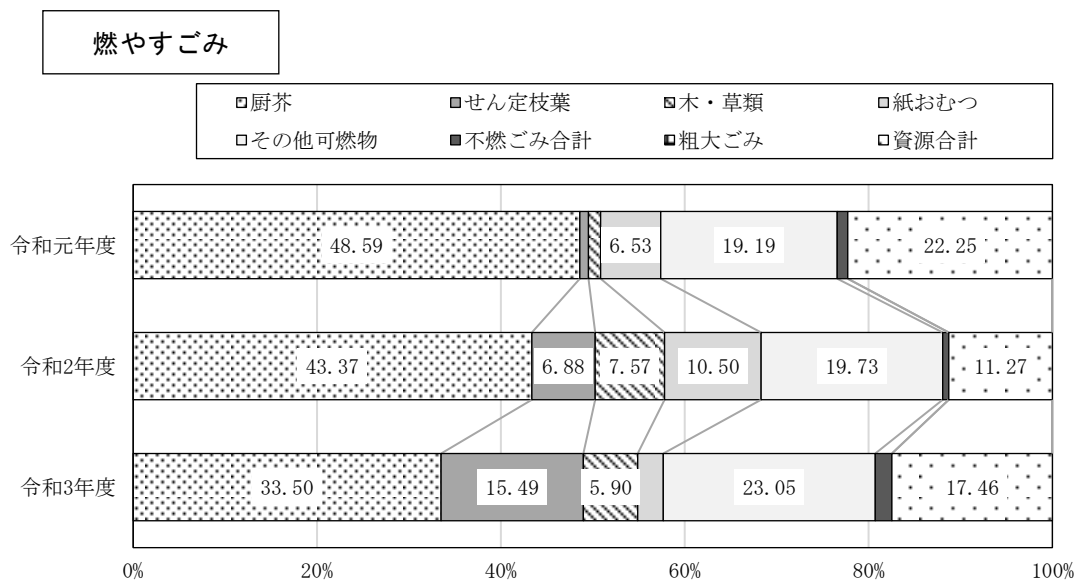 燃やすごみ
厨芥 せん定枝葉 木・草類 紙おむつ
その他可燃物 不燃ごみ合計 粗大ごみ 資源合計
令和元年度 48.59 6.53 19.19 22.25
令和2年度 43.37 6.88 7.57 10.50 19.73 11.27
令和3年度 33.50 15.49 5.90 23.05 17.46
0% 20% 40% 60% 80% 100%